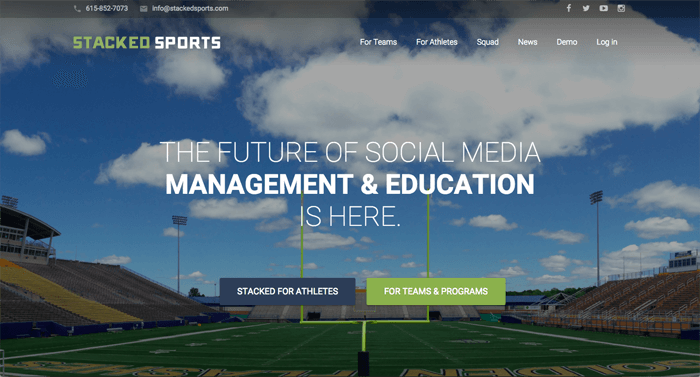 615-852-7073 info@stackedsports.com
STACKED SPORTS
For Teams For Athletes Squad News Demo Log in
THE FUTURE OF SOCIAL MEDIA
MANAGEMENT & EDUCATION
IS HERE.
STACKED FOR ATHLETES FOR TEAMS & PROGRAMS